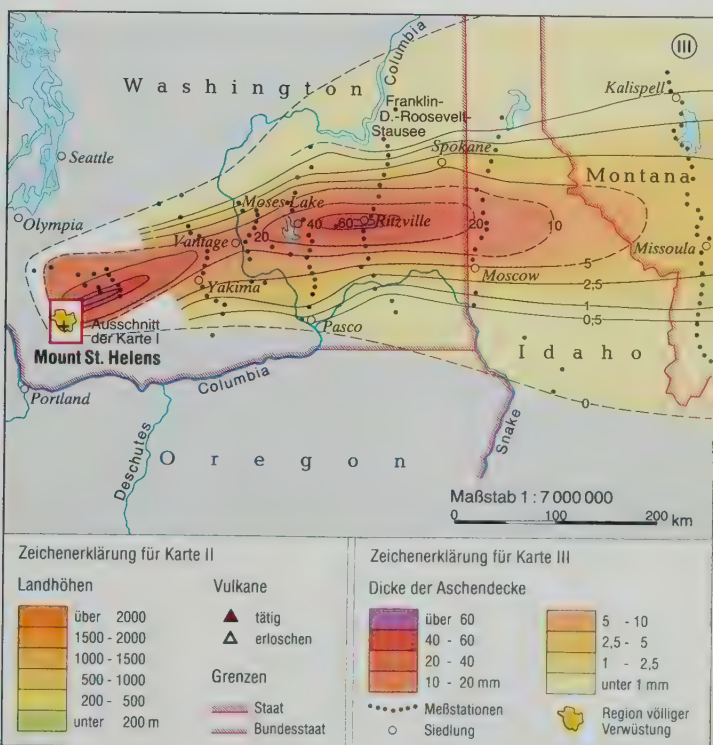 III
Washington
Columbia
Franklin-
D.-Roosevelt-
Stausee
Kalispell
Seattle
Spokane
Montana
Olympia
Moses Lake
Vantage
20
40
60
Ritzville
20
10
Missoula
Yakima
Moscow
5
2,5
1
0,5
Ausschnitt
der Karte I
Mount St. Helens
Pasco
Idaho
Columbia
Portland
0
Deschutes
Snake
Oregon
Maßstab 1 : 7 000 000
0 100 200 km
Zeichenerklärung für Karte II
Landhöhen
über 2000
1500 - 2000
1000 - 1500
500 - 1000
200 - 500
unter 200 m
Vulkane
tätig
erloschen
Grenzen
Staat
Bundesstaat
Zeichenerklärung für Karte III
Dicke der Aschendecke
über 60
40 - 60
20 - 40
10 - 20 mm
5 - 10
2,5 - 5
1 - 2,5
unter 1 mm
Meßstationen
Siedlung
Region völliger
Verwüstung